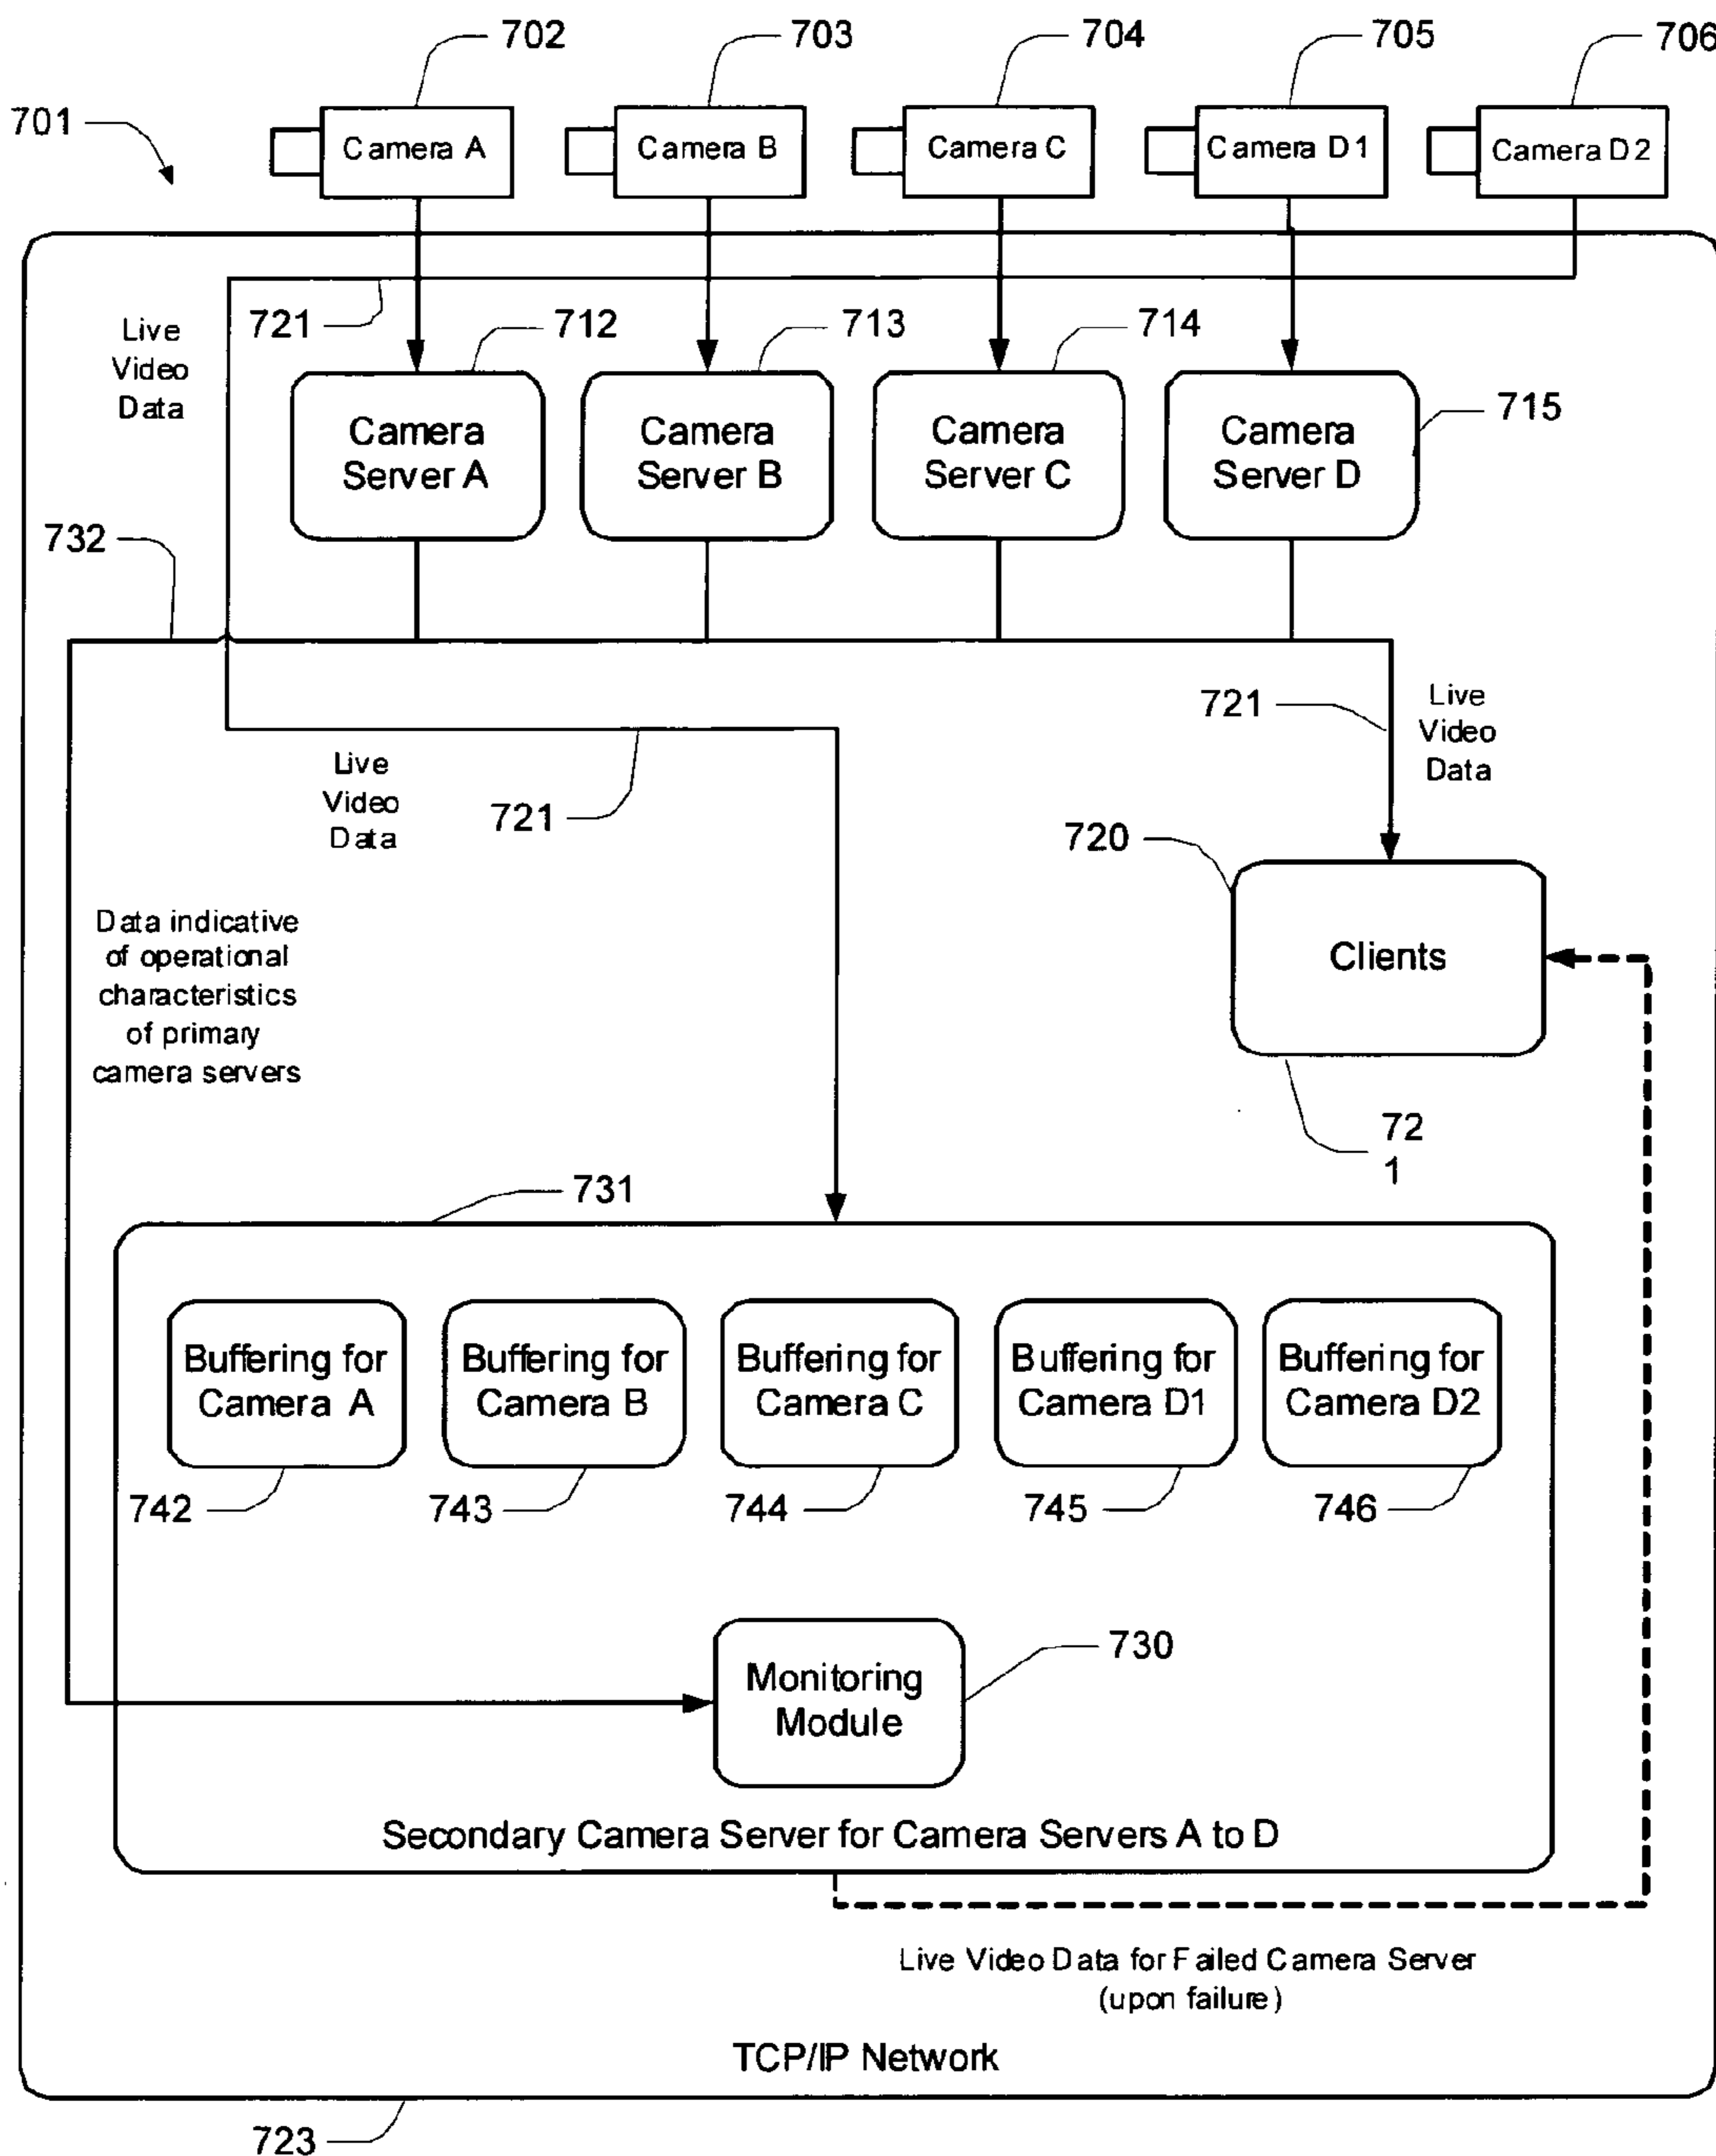 702
703
704
705
706
701
Camera A
Camera B
Camera C
Camera D1
Camera D2
Live
Video
Data
721
712
713
714
715
Camera
Server A
Camera
Server B
Camera
Server C
Camera
Server D
732
721
Live
Video
Data
Live
Video
Data
721
720
Data indicative
of operational
characteristics
of primary
camera servers
Clients
72
1
731
Buffering for
Camera A
Buffering for
Camera B
Buffering for
Camera C
Buffering for
Camera D1
Buffering for
Camera D2
742
743
744
745
746
730
Monitoring
Module
Secondary Camera Server for Camera Servers A to D
Live Video Data for Failed Camera Server
(upon failure)
TCP/IP Network
723